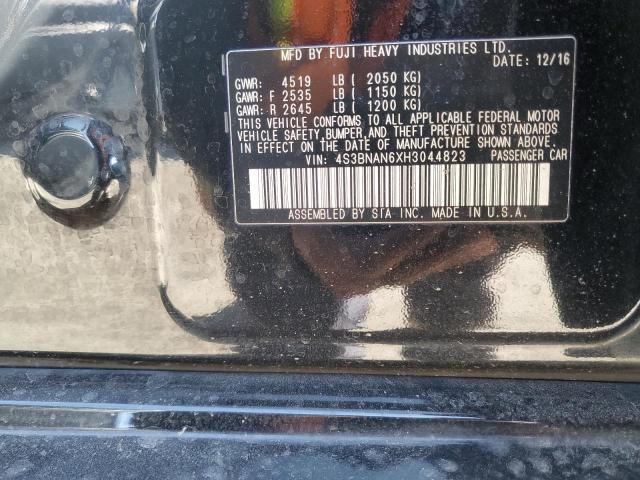 MFD BY FUJI HEAVY INDUSTRIES LTD.
DATE: 12/16
GVWR: 4519 LB ( 2050 KG)
GAWR: F 2535 LB ( 1150 KG)
GAWR: R 2645 LB ( 1200 KG)
THIS VEHICLE CONFORMS TO ALL APPLICABLE FEDERAL MOTOR
VEHICLE SAFETY,BUMPER,AND THEFT PREVENTION STANDARDS
IN EFFECT ON THE DATE OF MANUFACTURE SHOWN ABOVE.
VIN: 4S3BNAN6XH3044823 PASSENGER CAR
ASSEMBLED BY SIA INC. MADE IN U.S.A.